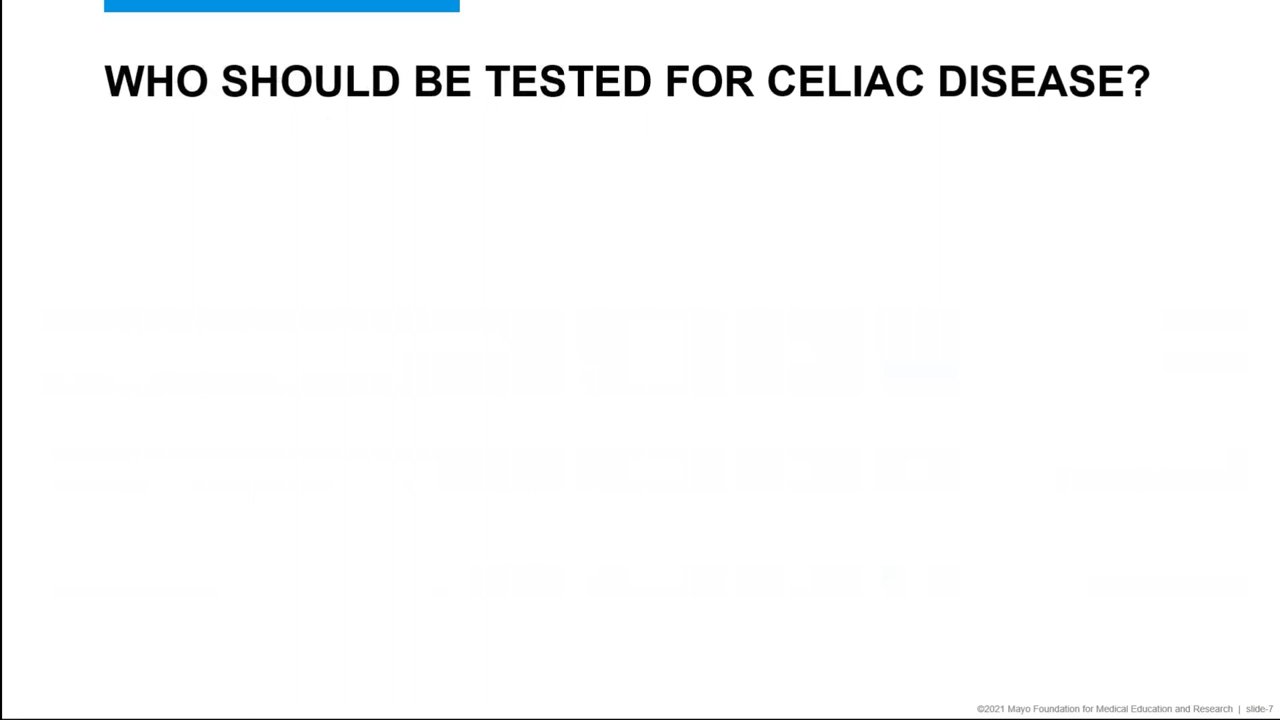 WHO SHOULD BE TESTED FOR CELIAC DISEASE?
©2021 Mayo Foundation for Medical Education and Research | slide-7